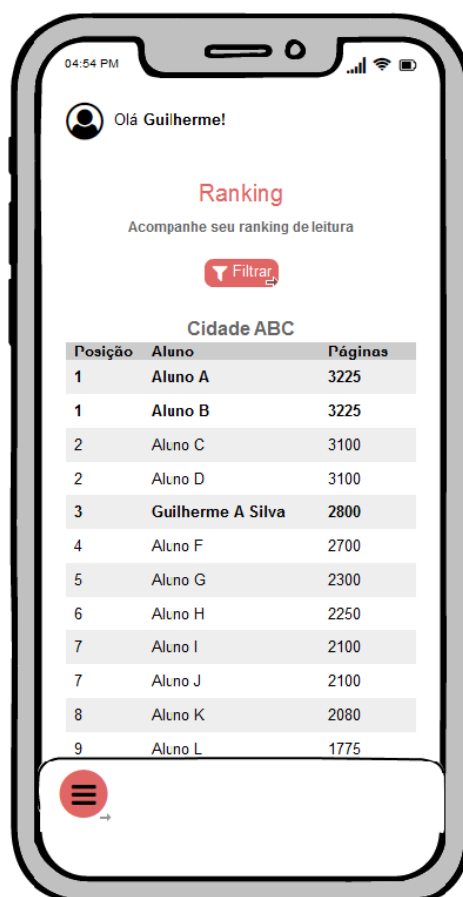 04:54 PM
Olá Guilherme!
Ranking
Acompanhe seu ranking de leitura
Filtrar
Cidade ABC
Posição Aluno Páginas
1 Aluno A 3225
1 Aluno B 3225
2 Aluno C 3100
2 Aluno D 3100
3 Guilherme A Silva 2800
4 Aluno F 2700
5 Aluno G 2300
6 Aluno H 2250
7 Aluno I 2100
7 Aluno J 2100
8 Aluno K 2080
9 Aluno L 1775